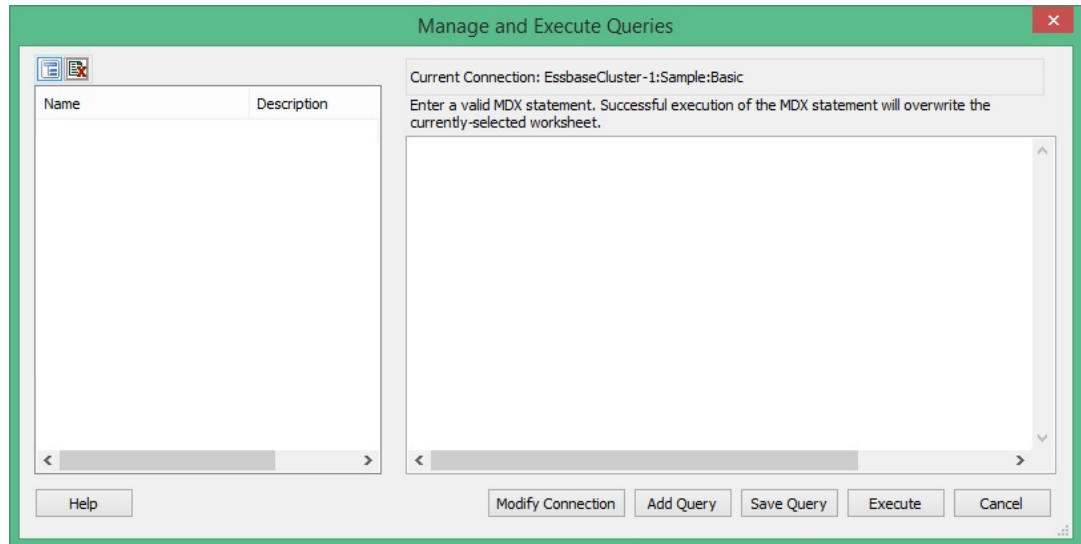 Manage and Execute Queries
Name Description
Current Connection: EssbaseCluster-1:Sample:Basic
Enter a valid MDX statement. Successful execution of the MDX statement will overwrite the
currently-selected worksheet.
Help Modify Connection Add Query Save Query Execute Cancel